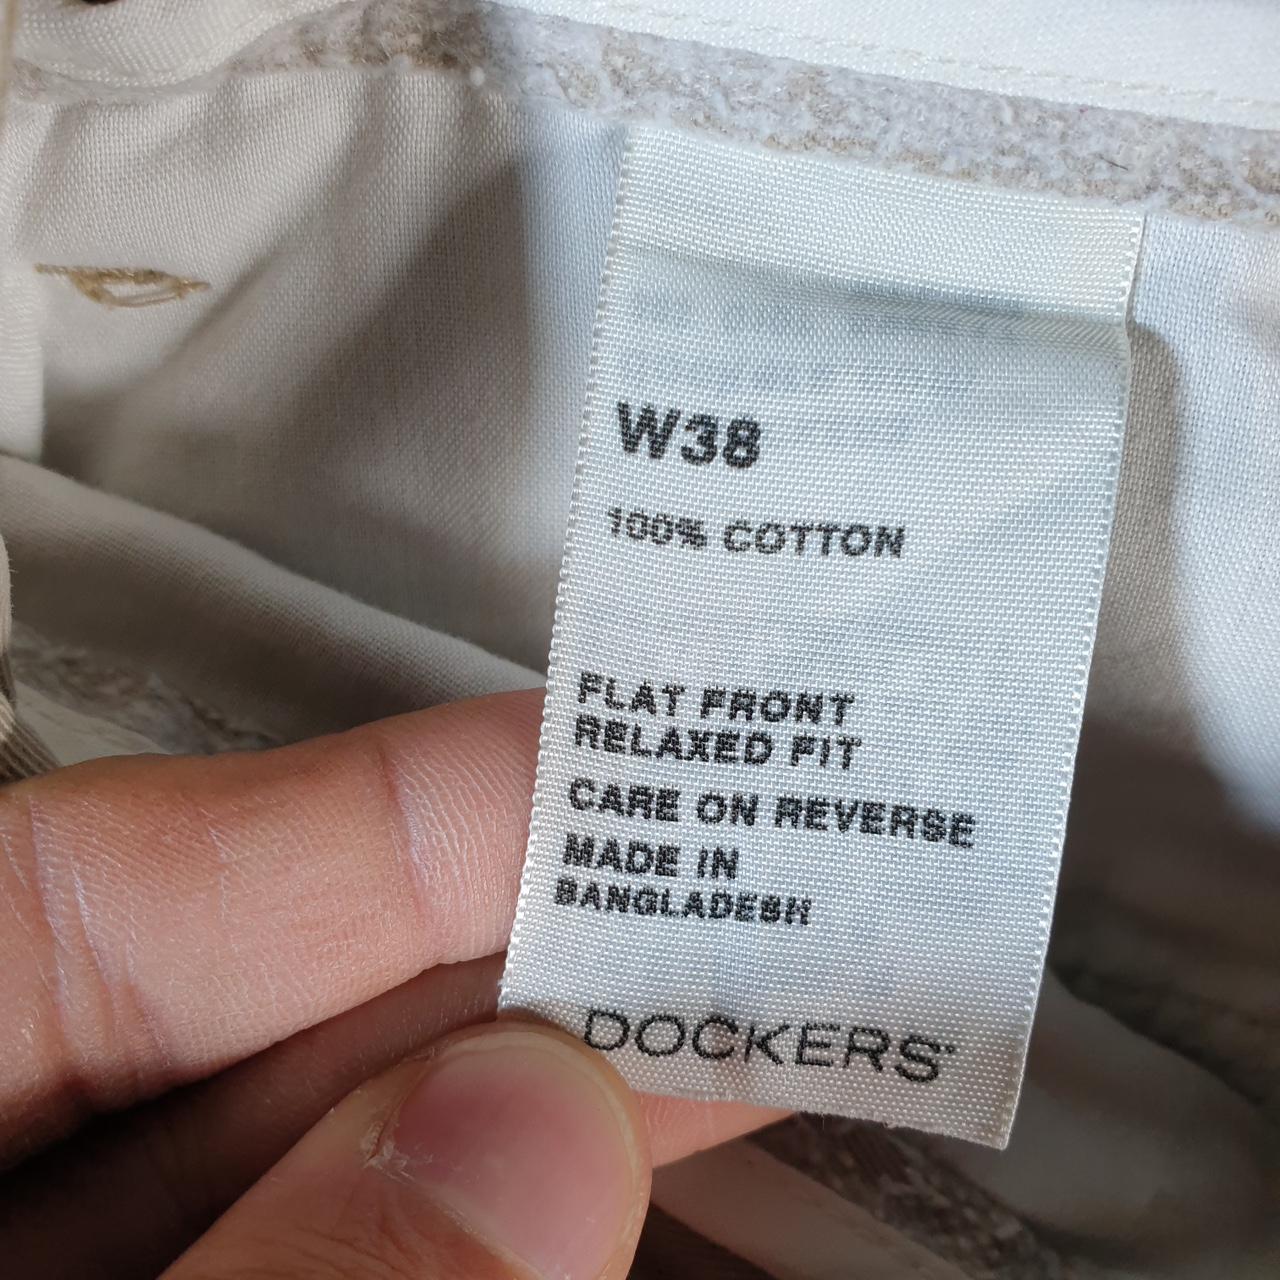 W38
100% COTTON
FLAT FRONT
RELAXED FIT
CARE ON REVERSE
MADE IN
BANGLADESH
DOCKERS